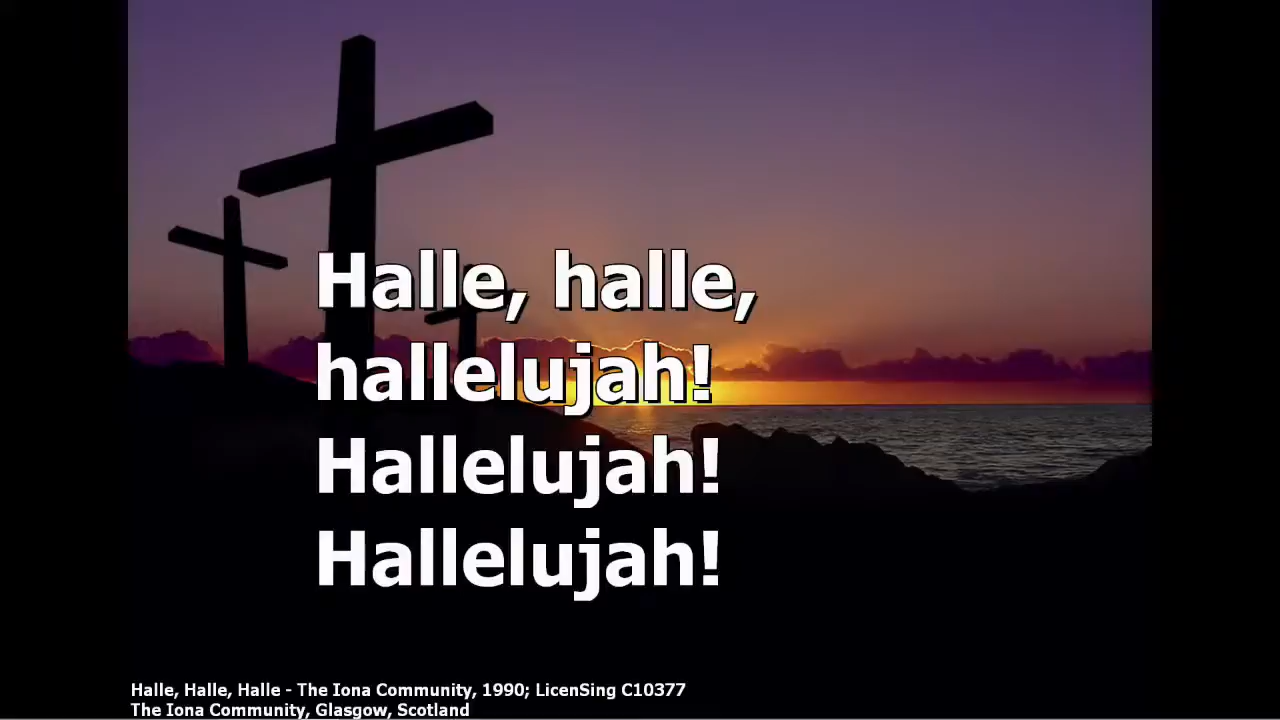 Halle, halle,
hallelujah!
Hallelujah!
Hallelujah!
Halle, Halle, Halle - The Iona Community, 1990; LicenSing C10377
The Iona Community, Glasgow, Scotland